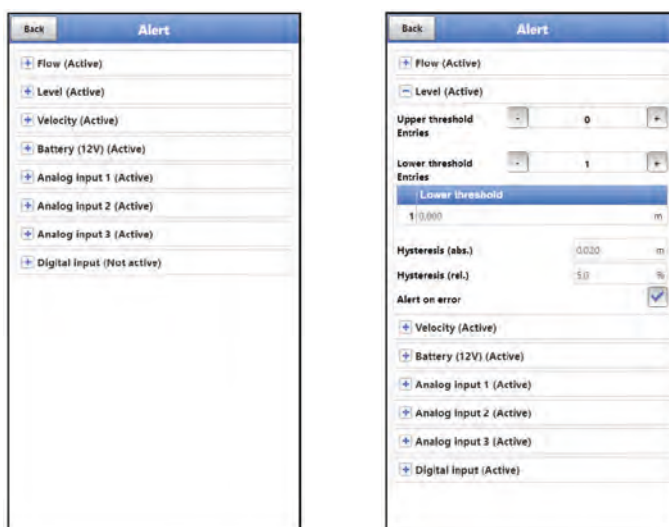 Back Alert
+ Flow (Active)
+ Level (Active)
+ Velocity (Active)
+ Battery (12V) (Active)
+ Analog input 1 (Active)
+ Analog input 2 (Active)
+ Analog input 3 (Active)
+ Digital input (Not active)
Back Alert
+ Flow (Active)
− Level (Active)
Upper threshold
Entries
- 0 +
Lower threshold
Entries
- 1 +
Lower threshold
1 0.000 m
Hysteresis (abs.) 0.020 m
Hysteresis (rel.) 5.0 %
Alert on error
+ Velocity (Active)
+ Battery (12V) (Active)
+ Analog input 1 (Active)
+ Analog input 2 (Active)
+ Analog input 3 (Active)
+ Digital input (Active)